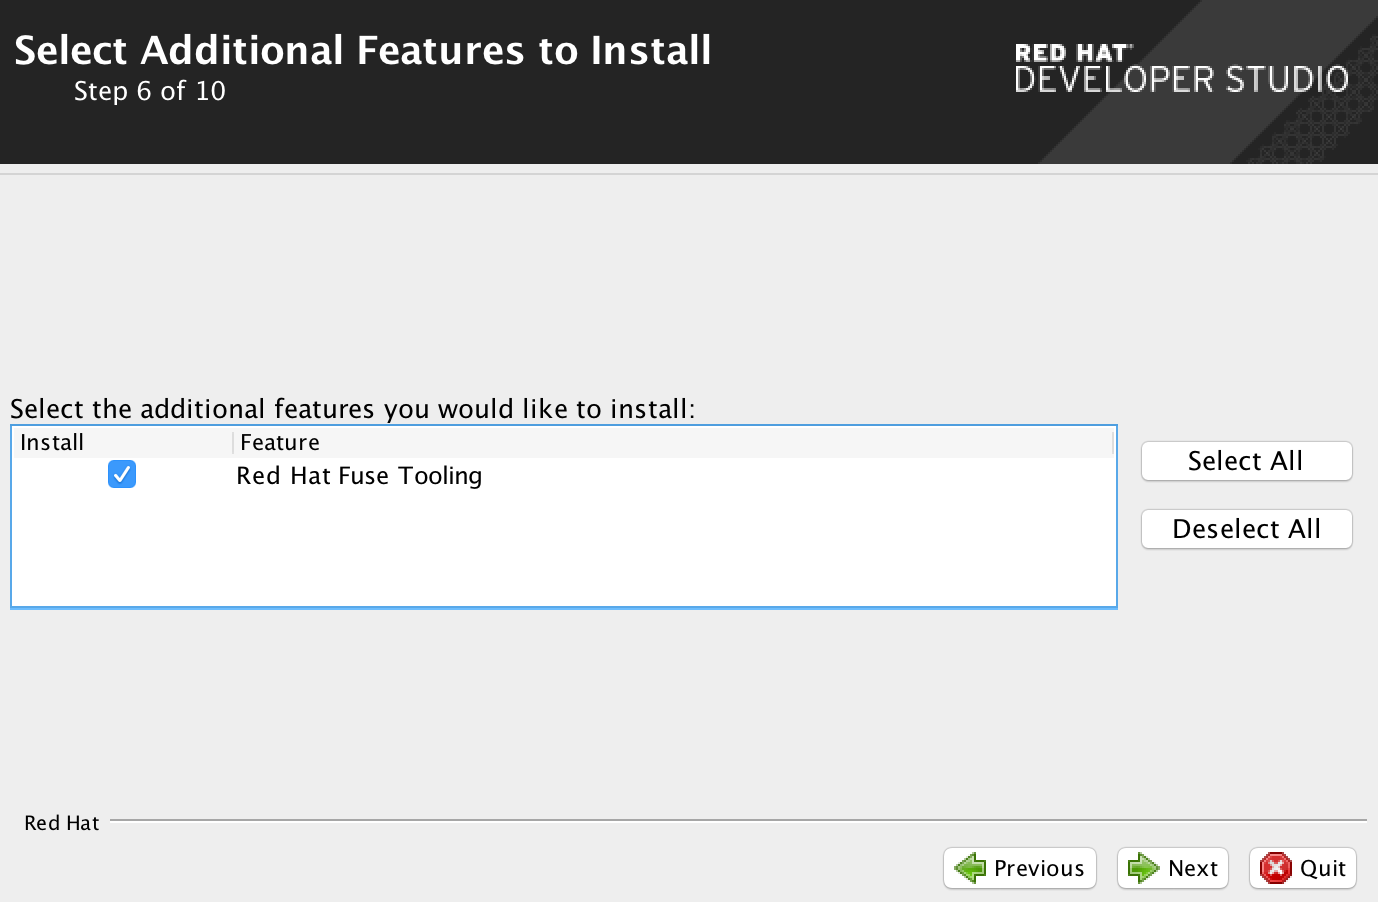 Select Additional Features to Install
Step 6 of 10
RED HAT
DEVELOPER STUDIO
Select the additional features you would like to install:
Install Feature
Red Hat Fuse Tooling
Select All
Deselect All
Red Hat
Previous Next Quit